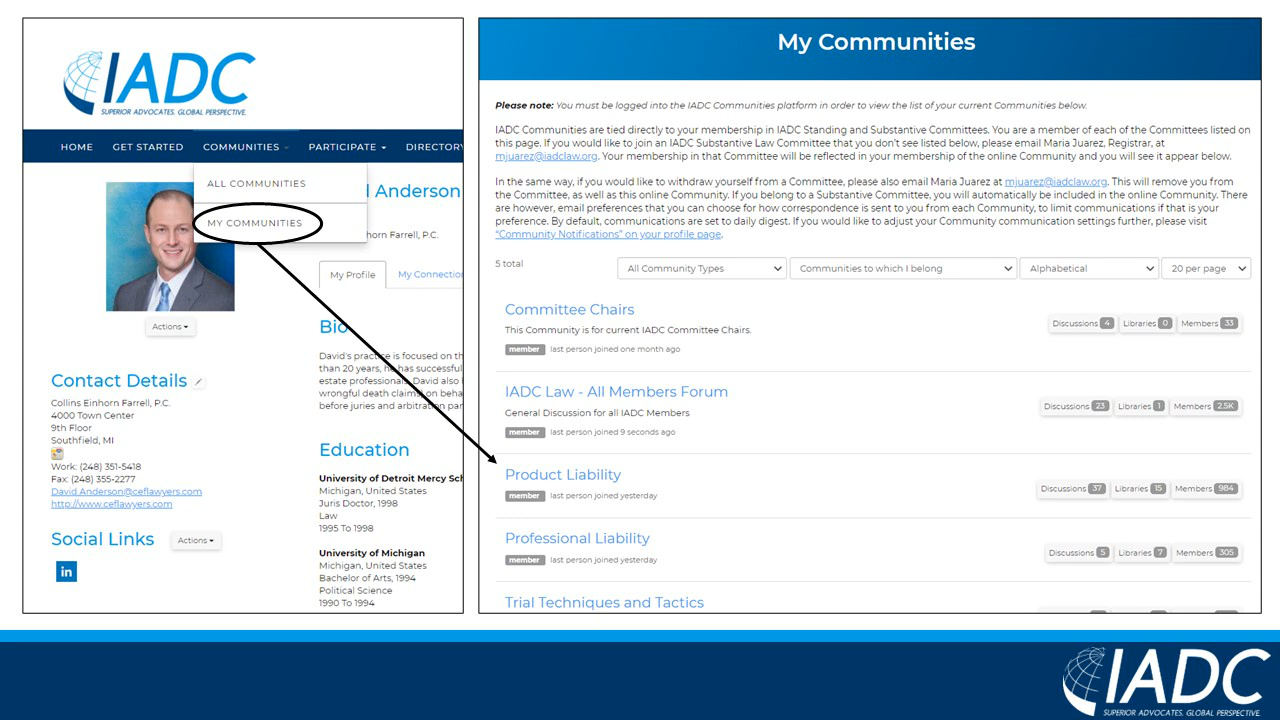 IADC
SUPERIOR ADVOCATES. GLOBAL PERSPECTIVE.
HOME GET STARTED COMMUNITIES PARTICIPATE DIRECTORY
ALL COMMUNITIES
MY COMMUNITIES
Anderson
horn Farrell, P.C.
My Profile My Connection
Actions
Bio
David's practice is focused on th
than 20 years, he has successful
estate professionals. David also
wrongful death claims on beha
before juries and arbitration pan
Contact Details
Collins Einhorn Farrell, P.C.
4000 Town Center
9th Floor
Southfield, MI
Work: (248) 351-5418
Fax: (248) 355-2277
David.Anderson@ceflawyers.com
http://www.ceflawyers.com
Social Links Actions
in
Education
University of Detroit Mercy Sch
Michigan, United States
Juris Doctor, 1998
Law
1995 To 1998
University of Michigan
Michigan, United States
Bachelor of Arts, 1994
Political Science
1990 To 1994
My Communities
Please note: You must be logged into the IADC Communities platform in order to view the list of your current Communities below.
IADC Communities are tied directly to your membership in IADC Standing and Substantive Committees. You are a member of each of the Committees listed on
this page. If you would like to join an IADC Substantive Law Committee that you don't see listed below, please email Maria Juarez, Registrar, at
mjuarez@iadclaw.org. Your membership in that Committee will be reflected in your membership of the online Community and you will see it appear below.
In the same way, if you would like to withdraw yourself from a Committee, please also email Maria Juarez at mjuarez@iadclaw.org. This will remove you from
the Committee, as well as this online Community. If you belong to a Substantive Committee, you will automatically be included in the online Community. There
are however, email preferences that you can choose for how correspondence is sent to you from each Community, to limit communications if that is your
preference. By default, communications are set to daily digest. If you would like to adjust your Community communication settings further, please visit
"Community Notifications" on your profile page.
5 total All Community Types Communities to which I belong Alphabetical 20 per page
Committee Chairs
This Community is for current IADC Committee Chairs.
Discussions 4 Libraries 0 Members 33
member last person joined one month ago
IADC Law - All Members Forum
General Discussion for all IADC Members
Discussions 23 Libraries 1 Members 2.5K
member last person joined 9 seconds ago
Product Liability
Discussions 37 Libraries 15 Members 984
member last person joined yesterday
Professional Liability
Discussions 5 Libraries 7 Members 305
member last person joined yesterday
Trial Techniques and Tactics
IADC
SUPERIOR ADVOCATES. GLOBAL PERSPECTIVE.